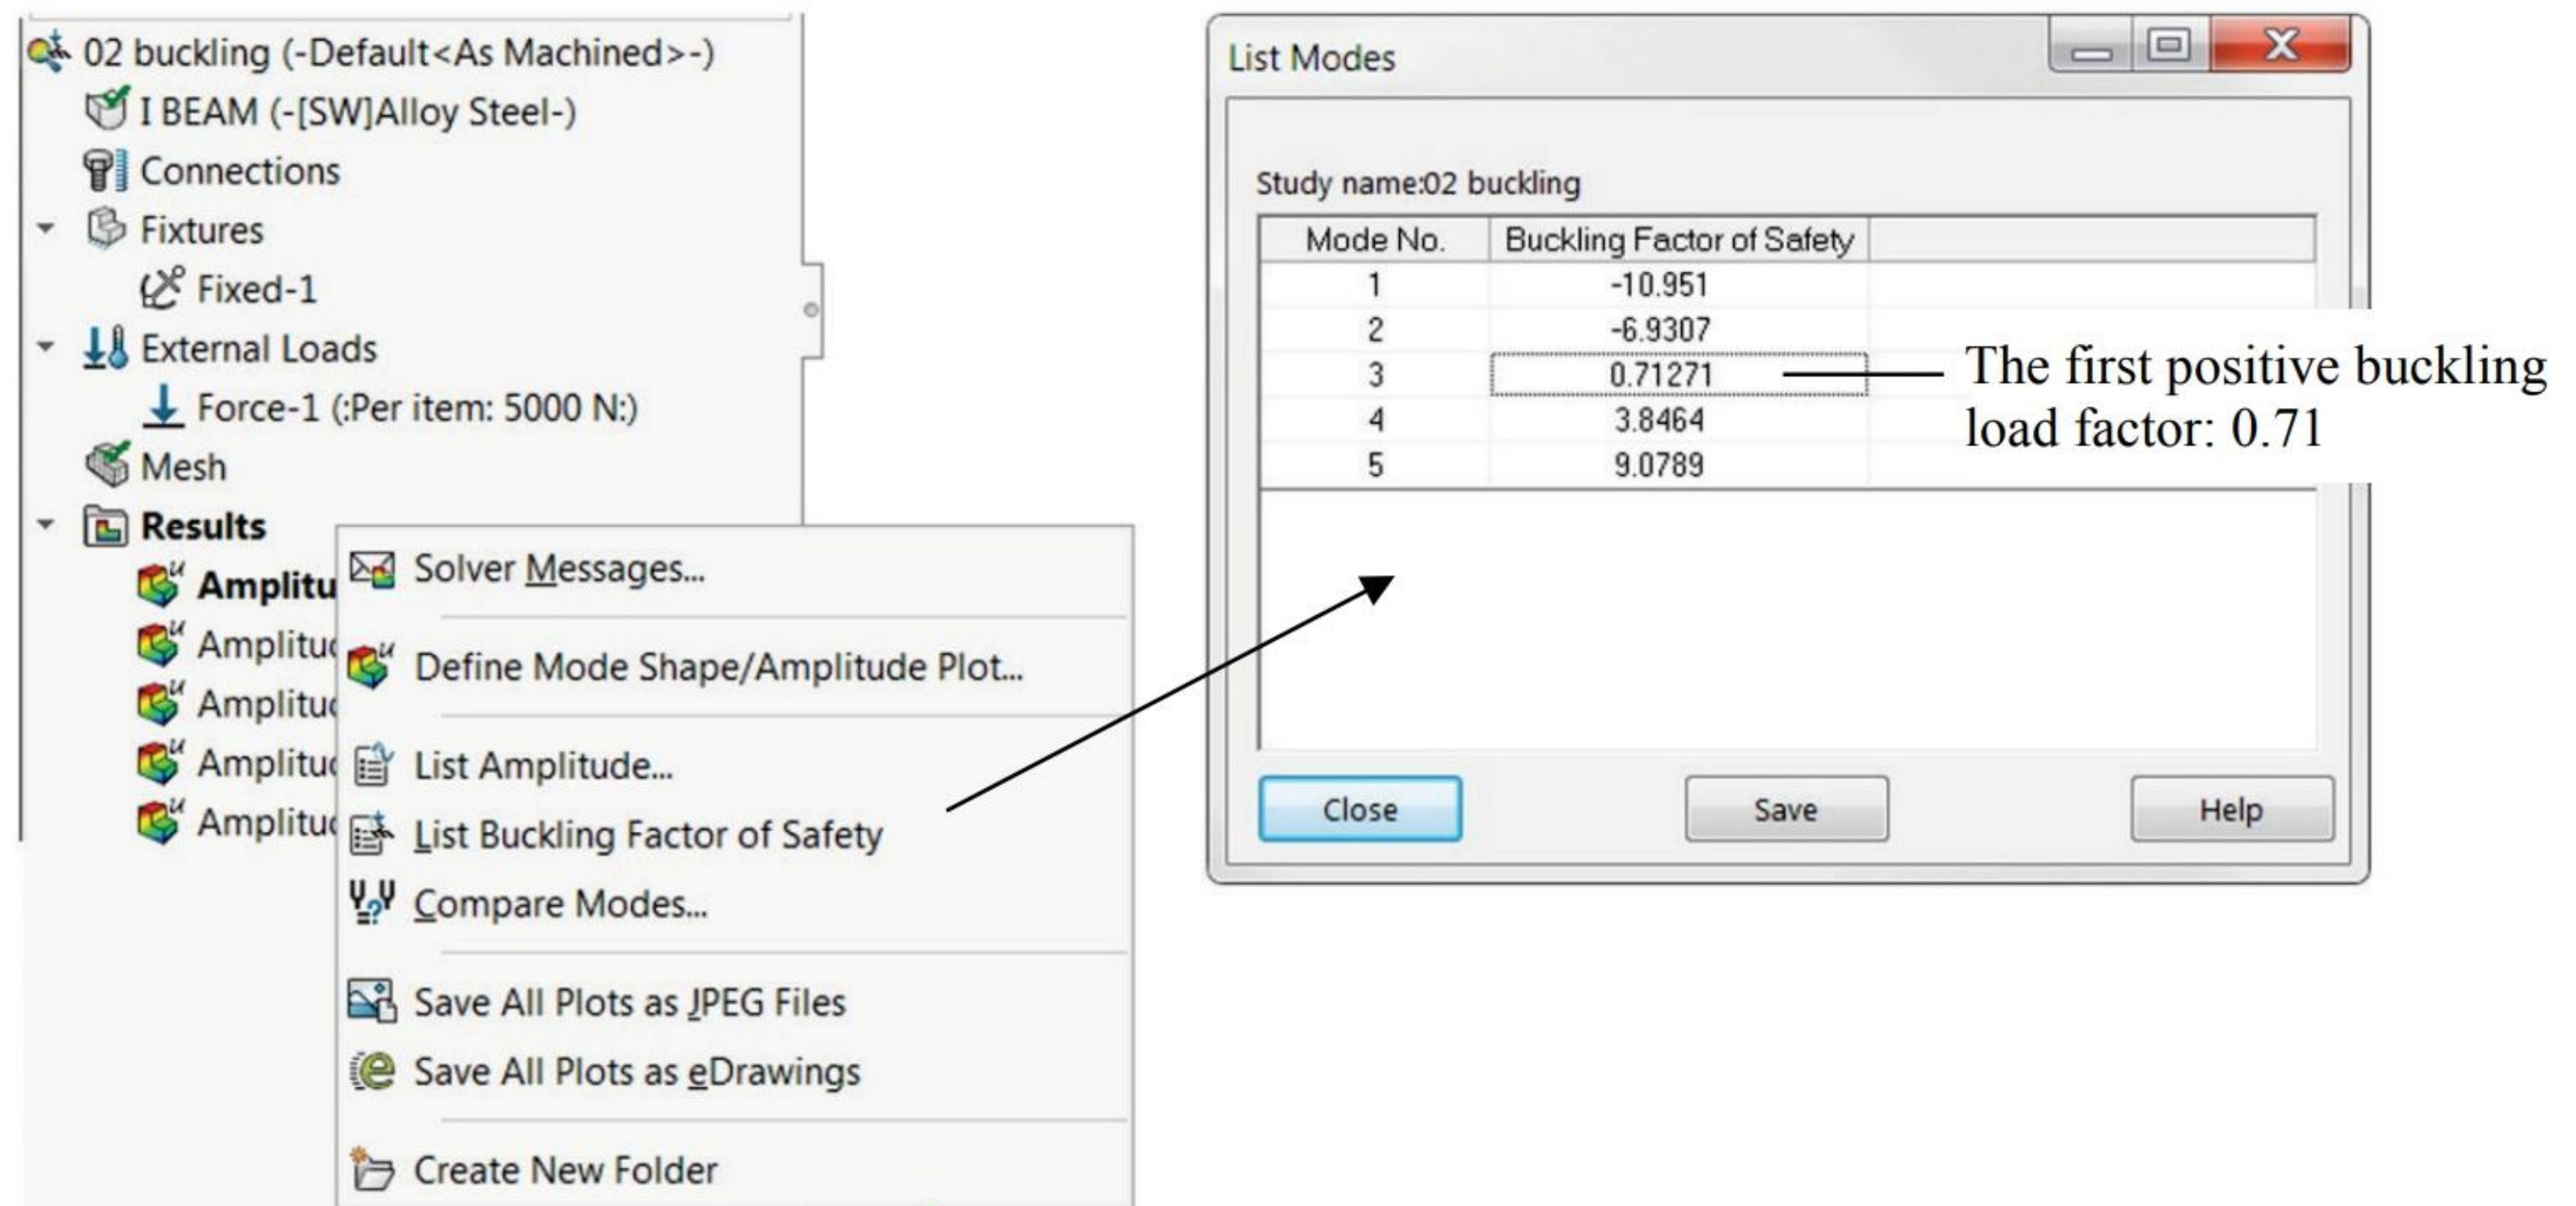 02 buckling (-Default<As Machined>-)
I BEAM (-[SW]Alloy Steel-)
Connections
Fixtures
Fixed-1
External Loads
Force-1 (:Per item: 5000 N:)
Mesh
Results
Amplitu
Amplitud
Amplitud
Amplitud
Amplitud
Solver Messages...
Define Mode Shape/Amplitude Plot...
List Amplitude...
List Buckling Factor of Safety
Compare Modes...
Save All Plots as JPEG Files
Save All Plots as eDrawings
Create New Folder
List Modes
Study name:02 buckling
Mode No. Buckling Factor of Safety
1 -10.951
2 -6.9307
3 0.71271
4 3.8464
5 9.0789
The first positive buckling
load factor: 0.71
Close Save Help